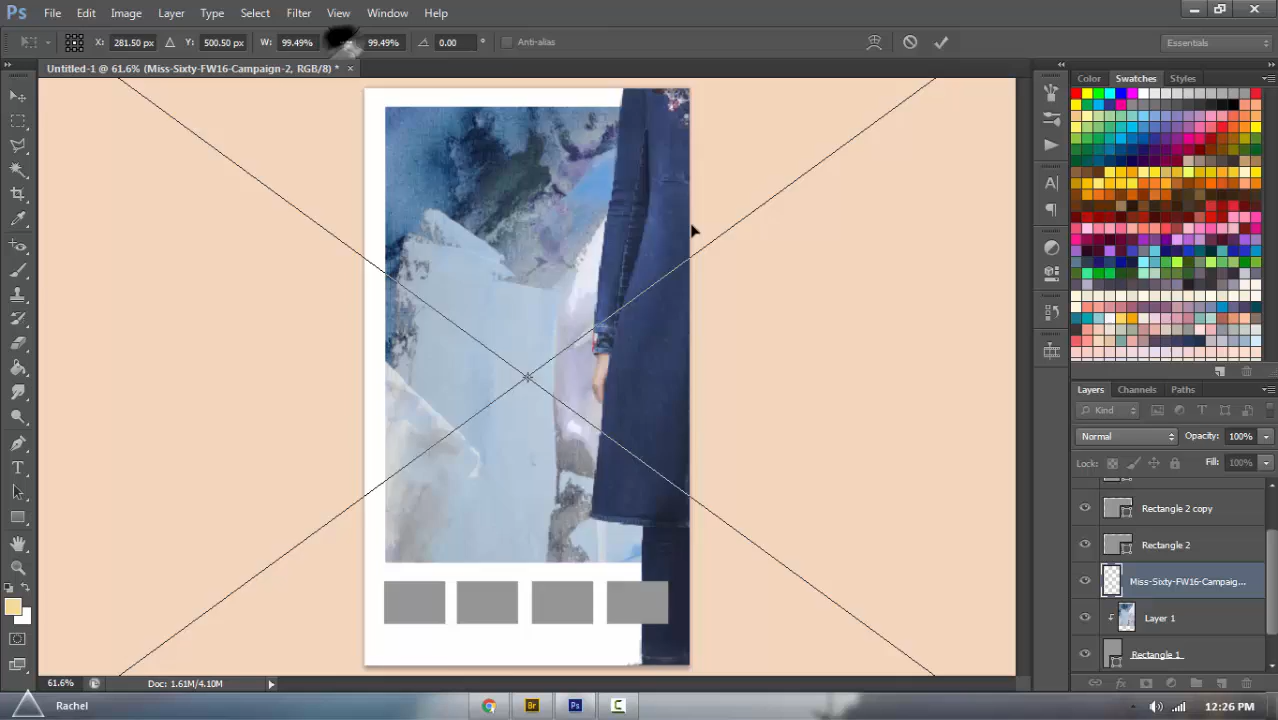 Ps File Edit Image Layer Type Select Filter View Window Help
X: 281.50 px Y: 500.50 px W: 99.49% 99.49% 0.00 ° Anti-alias Essentials
Untitled-1 @ 61.6% (Miss-Sixty-FW16-Campaign-2, RGB/8) * ×
Color Swatches Styles
Layers Channels Paths
Kind
Normal Opacity: 100%
Lock: Fill: 100%
Rectangle 2 copy
Rectangle 2
Miss-Sixty-FW16-Campaig...
Layer 1
Rectangle 1
61.6% Doc: 1.61M/4.10M
Rachel Br Ps 12:26 PM